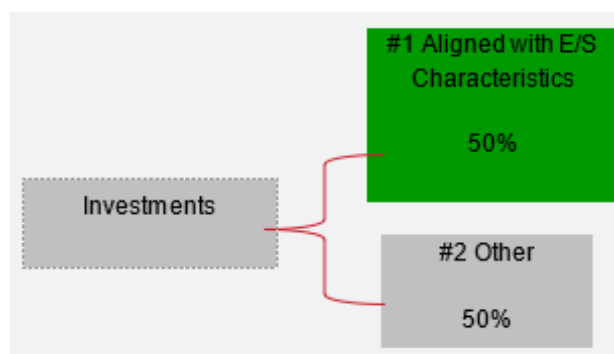 #1 Aligned with E/S
Characteristics
50%
Investments
#2 Other
50%